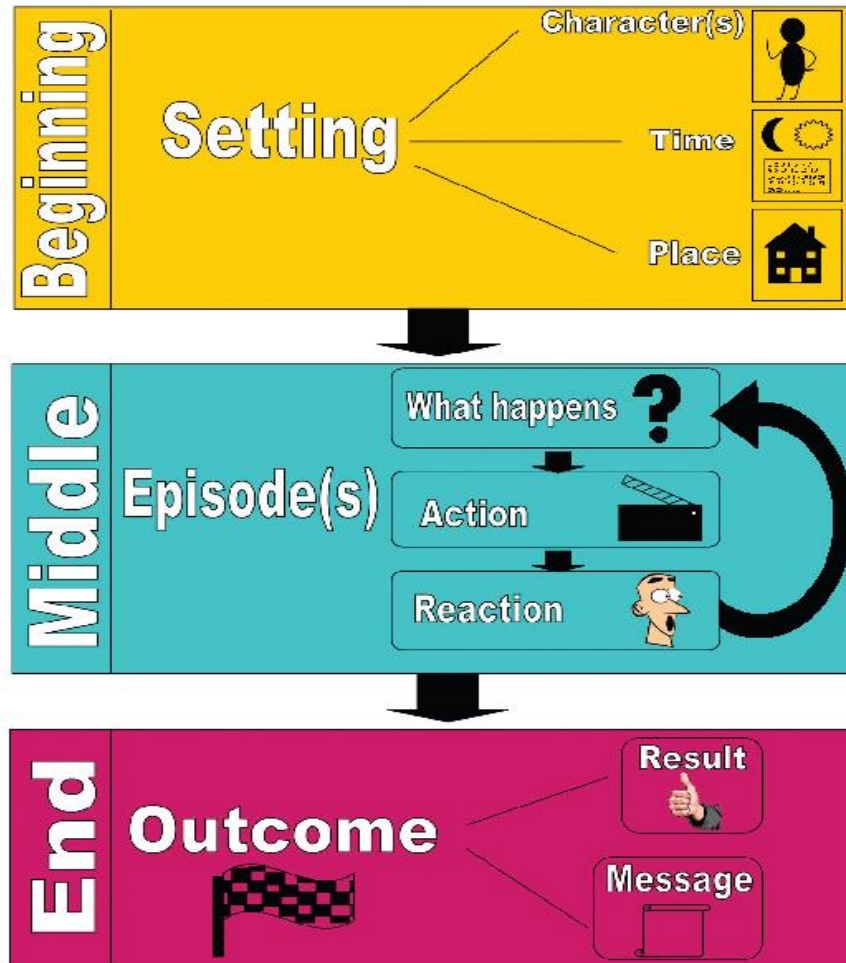 Beginning
Setting
Character(s)
Time
Place
Middle
Episode(s)
What happens
?
Action
Reaction
End
Outcome
Result
Message